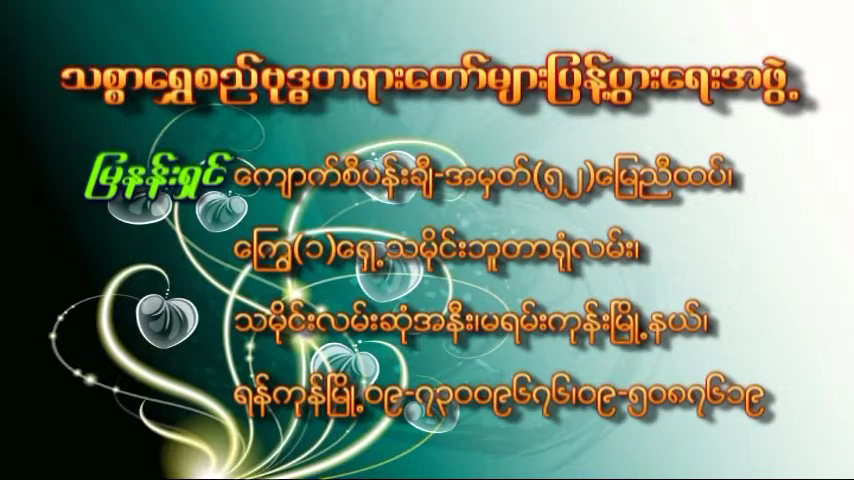 သစ္စာရွှေစည်ဗုဒ္ဓတရားတော်များပြန့်ပွားရေးအဖွဲ့
မြနန်းရှင် ကျောက်စီပန်းချီ-အမှတ်(၅၂)မြေညီထပ်၊
ကြွေ(၁)ရှေ့သမိုင်းဘူတာရုံလမ်း၊
သမိုင်းလမ်းဆုံအနီး၊မရမ်းကုန်းမြို့နယ်၊
ရန်ကုန်မြို့ ၀၉-၇၃၀၀၉၆၇၆၊၀၉-၅၀၈၇၆၁၉